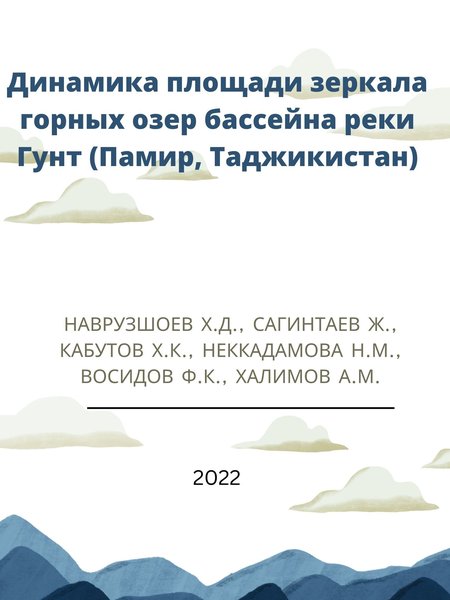 Динамика площади зеркала
горных озер бассейна реки
Гунт (Памир, Таджикистан)
НАВРУЗШОЕВ Х.Д., САГИНТАЕВ Ж.,
КАБУТОВ Х.К., НЕККАДАМОВА Н.М.,
ВОСИДОВ Ф.К., ХАЛИМОВ А.М.
2022